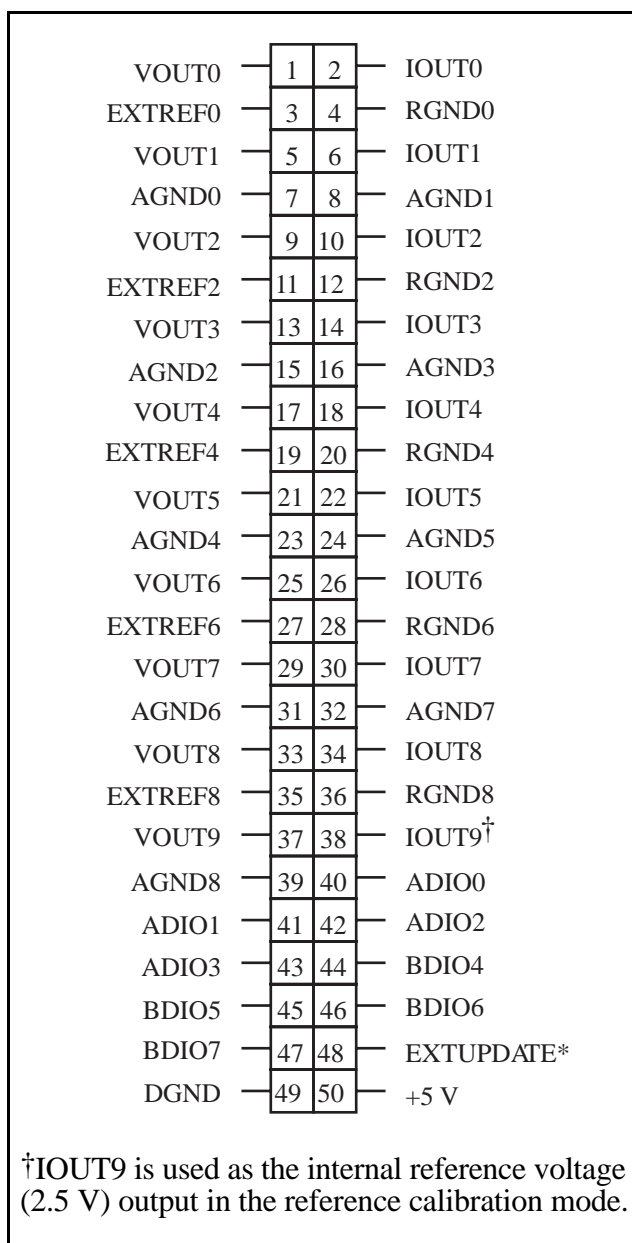 VOUT0 1 2 IOUT0
EXTREF0 3 4 RGND0
VOUT1 5 6 IOUT1
AGND0 7 8 AGND1
VOUT2 9 10 IOUT2
EXTREF2 11 12 RGND2
VOUT3 13 14 IOUT3
AGND2 15 16 AGND3
VOUT4 17 18 IOUT4
EXTREF4 19 20 RGND4
VOUT5 21 22 IOUT5
AGND4 23 24 AGND5
VOUT6 25 26 IOUT6
EXTREF6 27 28 RGND6
VOUT7 29 30 IOUT7
AGND6 31 32 AGND7
VOUT8 33 34 IOUT8
EXTREF8 35 36 RGND8
VOUT9 37 38 IOUT9†
AGND8 39 40 ADIO0
ADIO1 41 42 ADIO2
ADIO3 43 44 BDIO4
BDIO5 45 46 BDIO6
BDIO7 47 48 EXTUPDATE*
DGND 49 50 +5 V
†IOUT9 is used as the internal reference voltage
(2.5 V) output in the reference calibration mode.